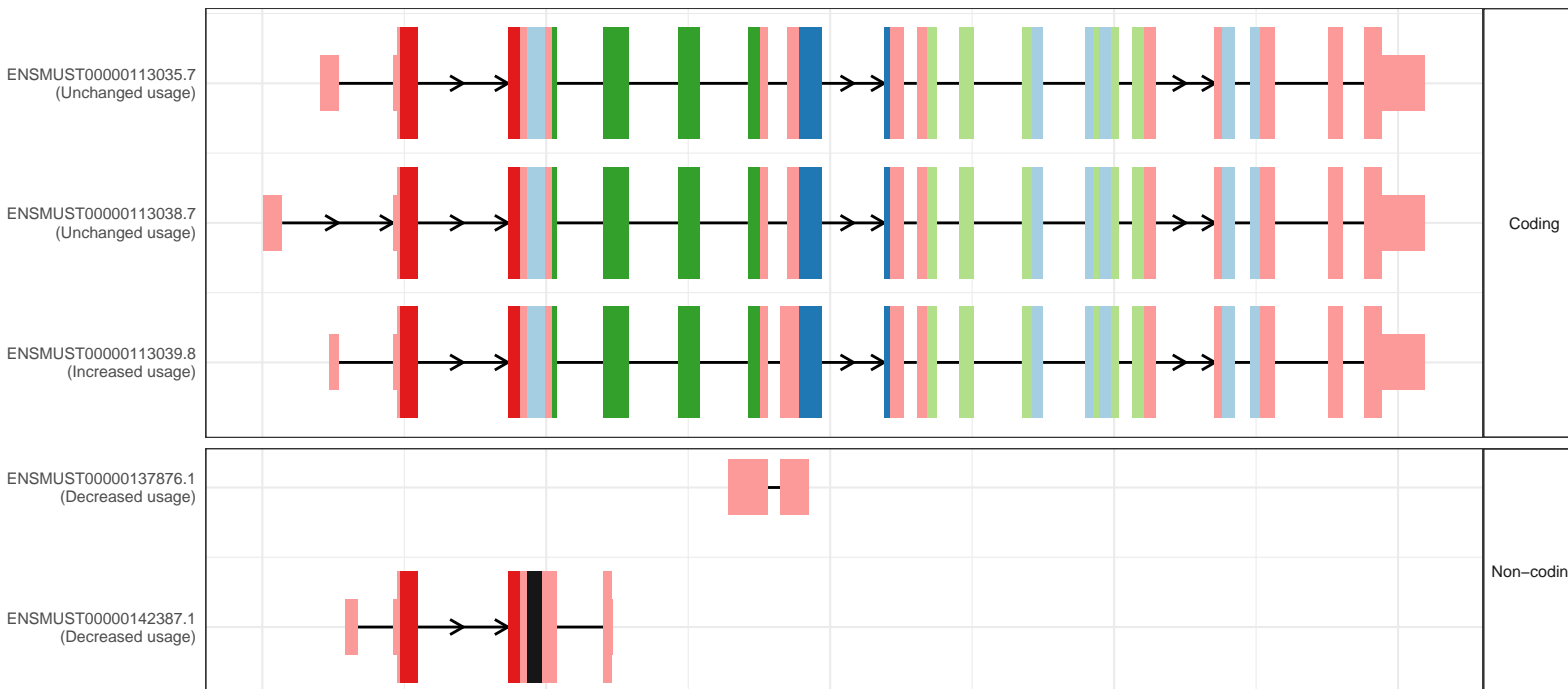 ENSMUST00000113035.7
(Unchanged usage)
ENSMUST00000113038.7
(Unchanged usage)
Coding
ENSMUST00000113039.8
(Increased usage)
ENSMUST00000137876.1
(Decreased usage)
Non−codin
ENSMUST00000142387.1
(Decreased usage)